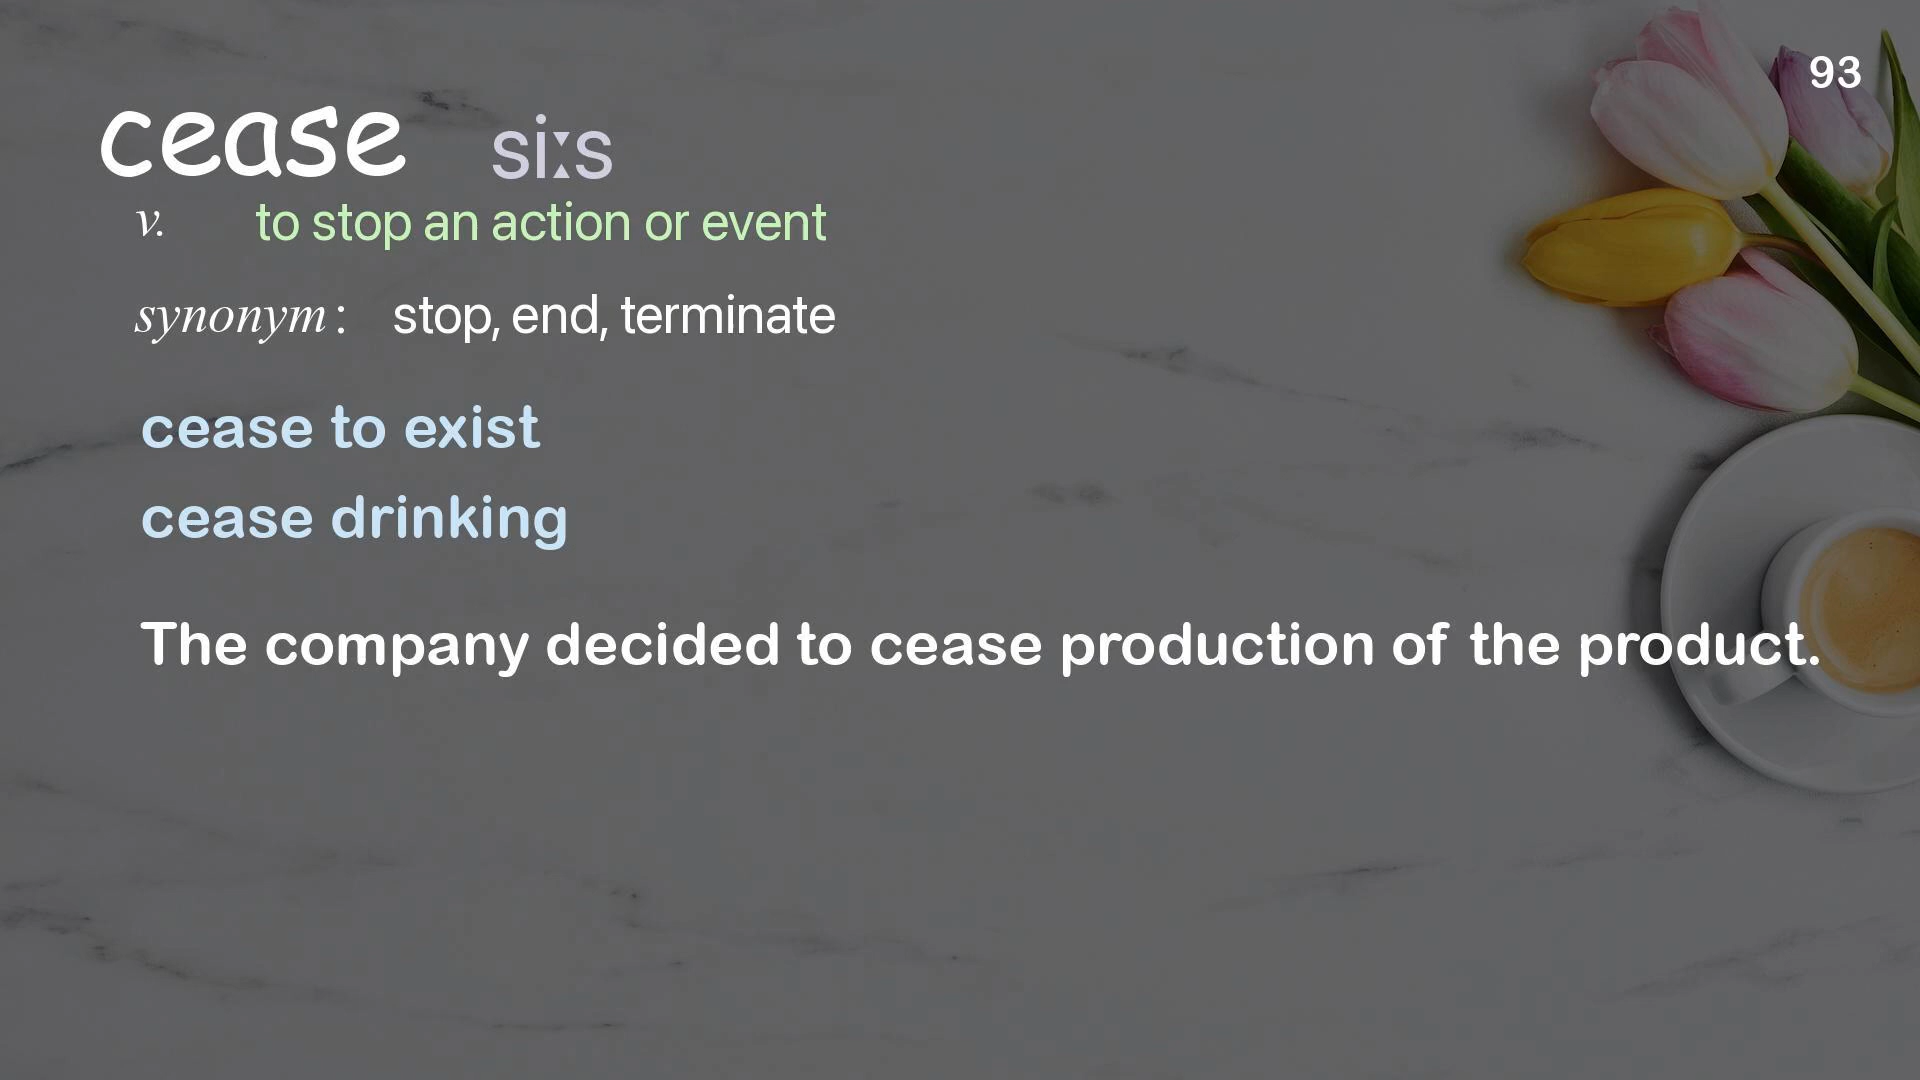 93
cease siːs
v. to stop an action or event
synonym: stop, end, terminate
cease to exist
cease drinking
The company decided to cease production of the product.